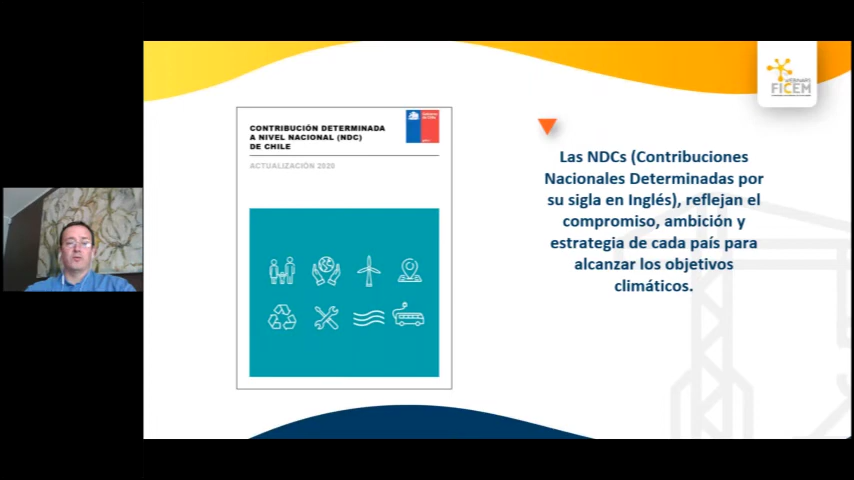 WEBINARS
FICEM
CONTRIBUCIÓN DETERMINADA
A NIVEL NACIONAL (NDC)
DE CHILE
ACTUALIZACIÓN 2020
Las NDCs (Contribuciones
Nacionales Determinadas por
su sigla en Inglés), reflejan el
compromiso, ambición y
estrategia de cada país para
alcanzar los objetivos
climáticos.